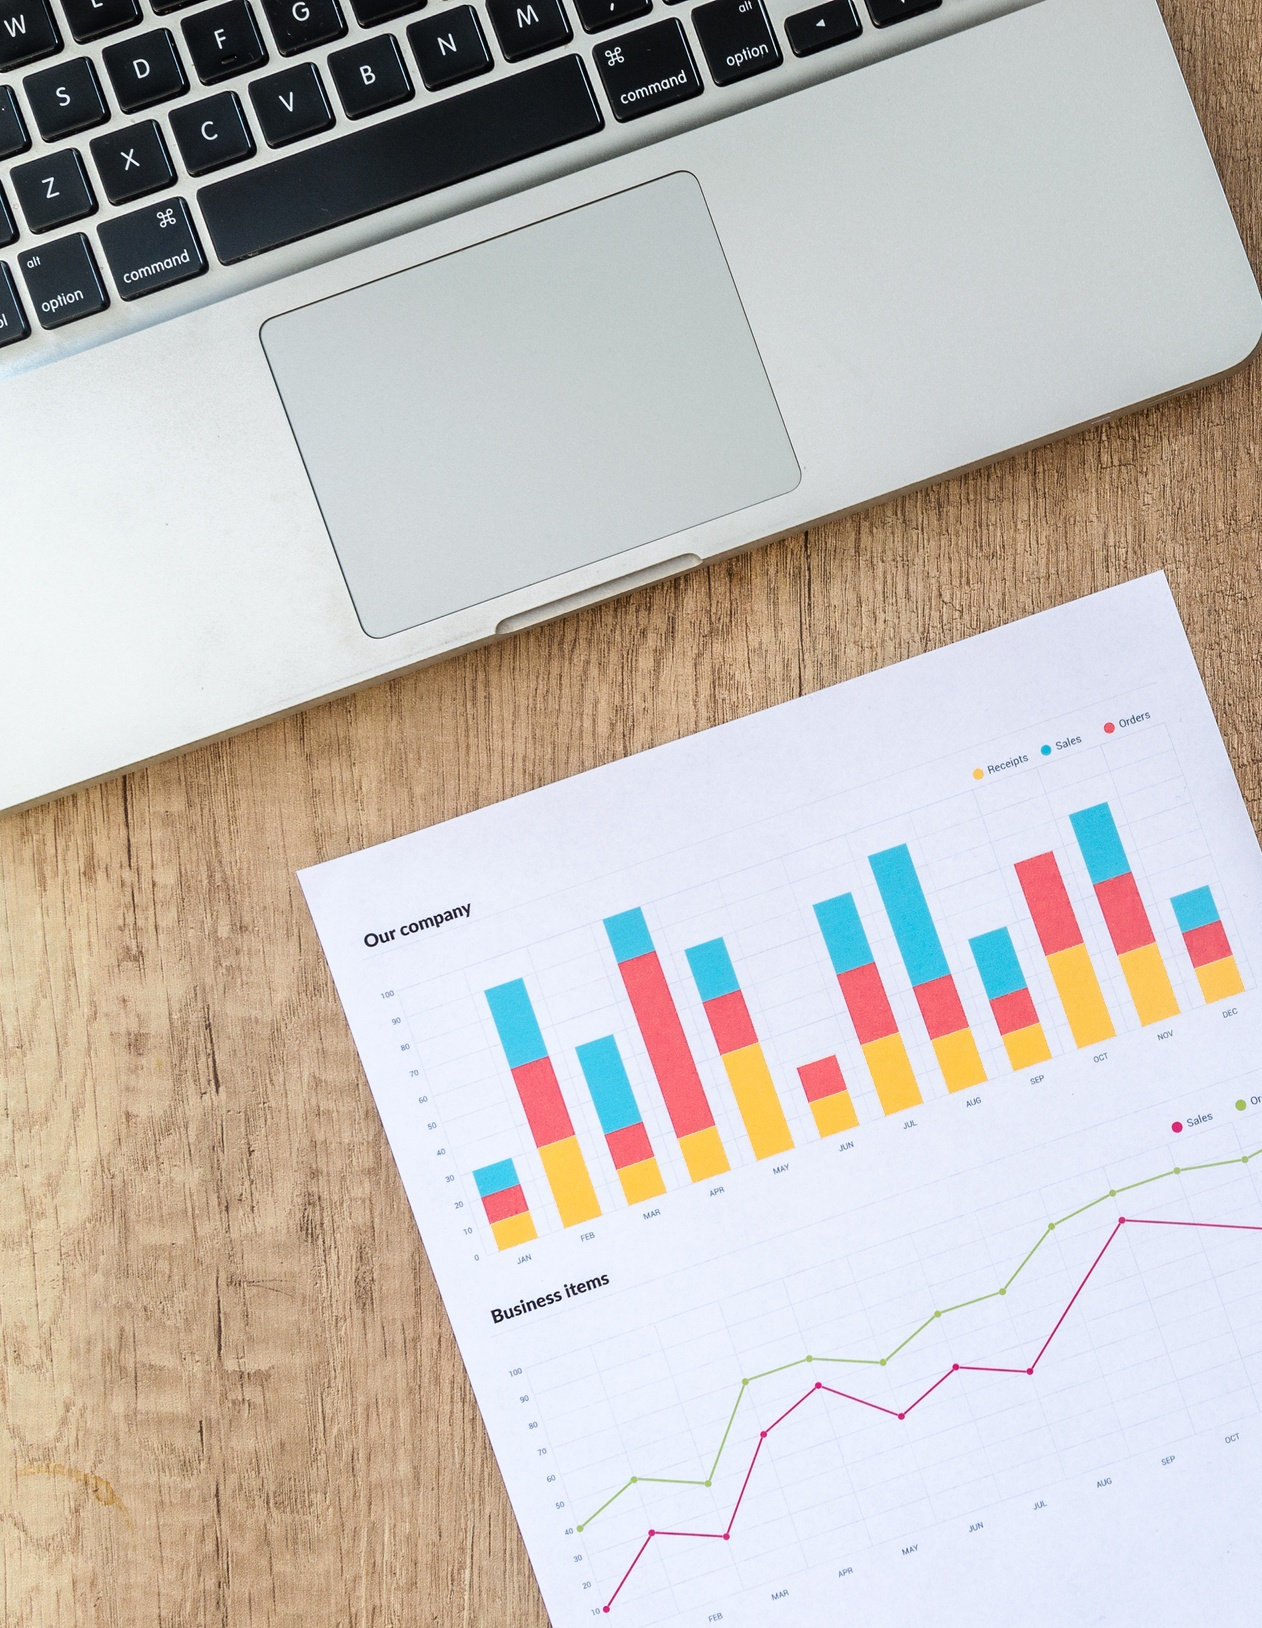 W
S D F G
Z X C V B N M ,
alt option
⌘ command
⌘ command
alt option
◀
Receipts Sales Orders
Our company
100
90
80
70
60
50
40
30
20
10
0
JAN FEB MAR APR MAY JUN JUL AUG SEP OCT NOV DEC
Sales
Business items
100
90
80
70
60
50
40
30
20
10
FEB MAR APR MAY JUN JUL AUG SEP OCT